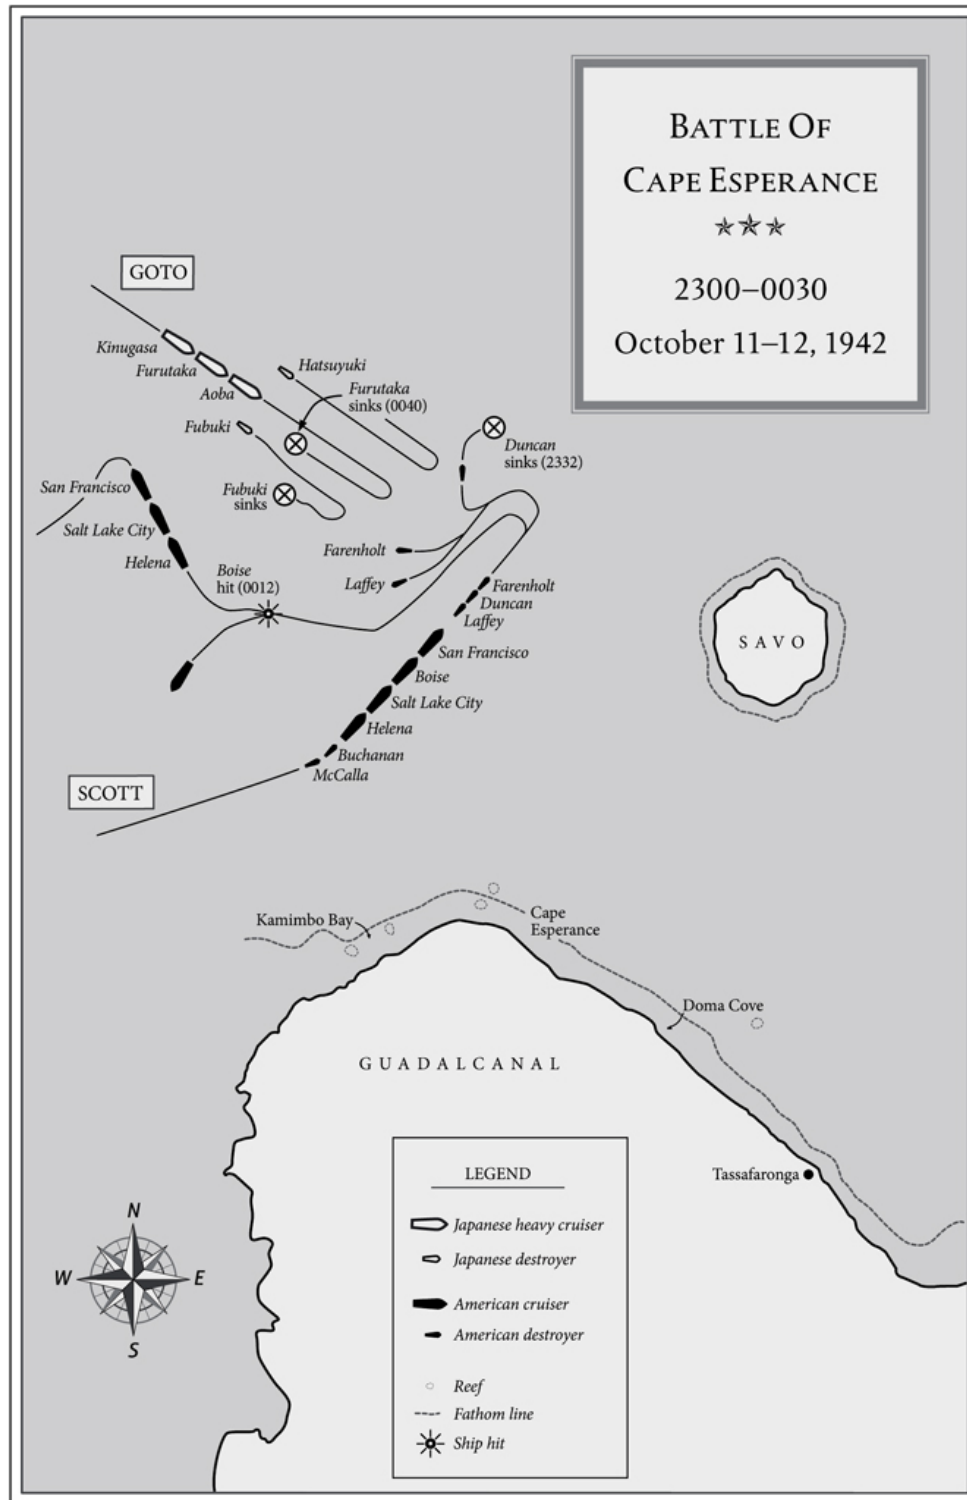 BATTLE OF
CAPE ESPERANCE
2300–0030
October 11–12, 1942
GOTO
Kinugasa
Furutaka
Aoba
Hatsuyuki
Furutaka
sinks (0040)
Fubuki
Duncan
sinks (2332)
San Francisco
Fubuki
sinks
Salt Lake City
Farenholt
Helena
Boise
hit (0012)
Laffey
Farenholt
Duncan
Laffey
San Francisco
Boise
Salt Lake City
Helena
Buchanan
McCalla
SAVO
SCOTT
Kamimbo Bay
Cape
Esperance
Doma Cove
GUADALCANAL
Tassafaronga
LEGEND
Japanese heavy cruiser
Japanese destroyer
American cruiser
American destroyer
Reef
Fathom line
Ship hit
N
W
E
S